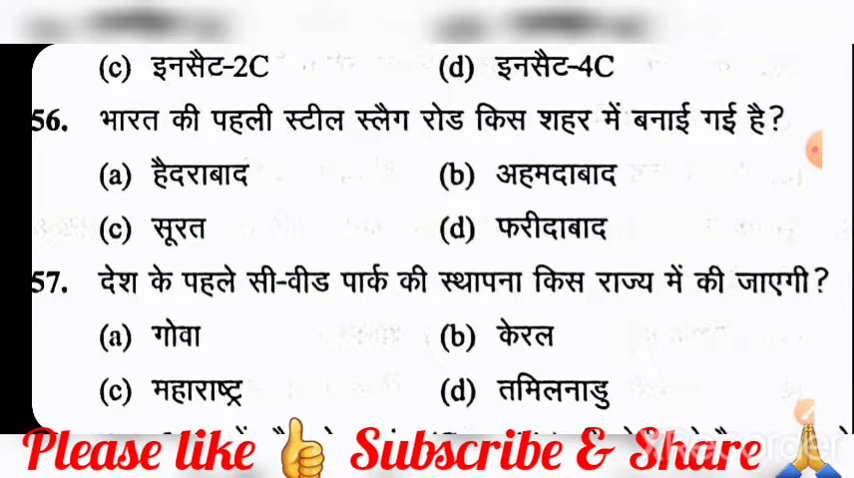 (c) इनसैट-2C (d) इनसैट-4C
56. भारत की पहली स्टील स्लैग रोड किस शहर में बनाई गई है?
(a) हैदराबाद (b) अहमदाबाद
(c) सूरत (d) फरीदाबाद
57. देश के पहले सी-वीड पार्क की स्थापना किस राज्य में की जाएगी?
(a) गोवा (b) केरल
(c) महाराष्ट्र (d) तमिलनाडु
Please like 👍 Subscribe & Share 🙏
XRecorder